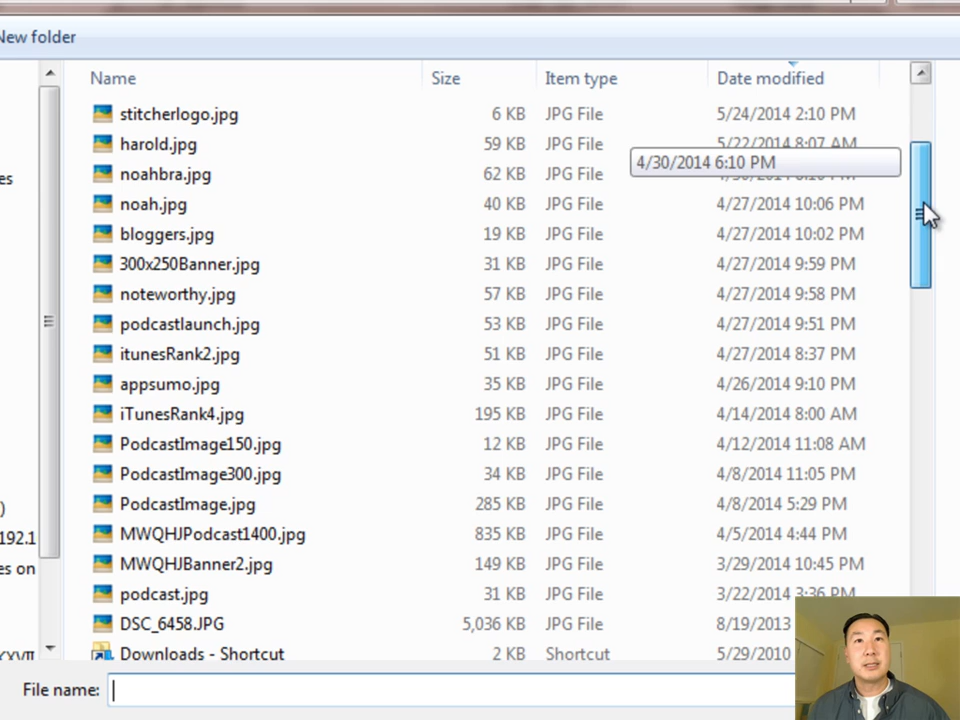 New folder
Name Size Item type Date modified
stitcherlogo.jpg 6 KB JPG File 5/24/2014 2:10 PM
harold.jpg 59 KB JPG File 5/22/2014 8:07 AM
4/30/2014 6:10 PM
noahbra.jpg 62 KB JPG File
es
noah.jpg 40 KB JPG File 4/27/2014 10:06 PM
bloggers.jpg 19 KB JPG File 4/27/2014 10:02 PM
300x250Banner.jpg 31 KB JPG File 4/27/2014 9:59 PM
noteworthy.jpg 57 KB JPG File 4/27/2014 9:58 PM
podcastlaunch.jpg 53 KB JPG File 4/27/2014 9:51 PM
itunesRank2.jpg 51 KB JPG File 4/27/2014 8:37 PM
appsumo.jpg 35 KB JPG File 4/26/2014 9:10 PM
iTunesRank4.jpg 195 KB JPG File 4/14/2014 8:00 AM
PodcastImage150.jpg 12 KB JPG File 4/12/2014 11:08 AM
PodcastImage300.jpg 34 KB JPG File 4/8/2014 11:05 PM
) PodcastImage.jpg 285 KB JPG File 4/8/2014 5:29 PM
192.1 MWQHJPodcast1400.jpg 835 KB JPG File 4/5/2014 4:44 PM
es on MWQHJBanner2.jpg 149 KB JPG File 3/29/2014 10:45 PM
podcast.jpg 31 KB JPG File 3/22/2014 3:36 PM
DSC_6458.JPG 5,036 KB JPG File 8/19/2013
Downloads - Shortcut 2 KB Shortcut 5/29/2010
File name: